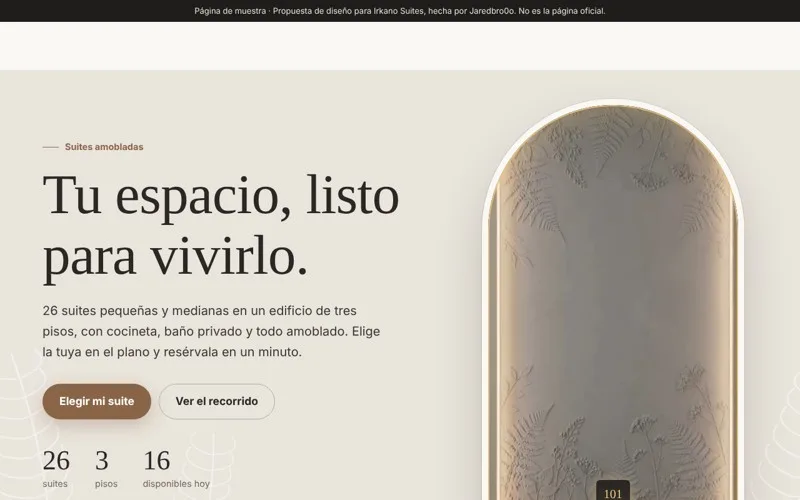 Página de muestra · Propuesta de diseño para Irkano Suites, hecha por Jaredbro0o. No es la página oficial.
Suites amobladas
Tu espacio, listo
para vivirlo.
26 suites pequeñas y medianas en un edificio de tres
pisos, con cocineta, baño privado y todo amoblado. Elige
la tuya en el plano y resérvala en un minuto.
Elegir mi suite
Ver el recorrido
26
3
16
suites
pisos
disponibles hoy
101